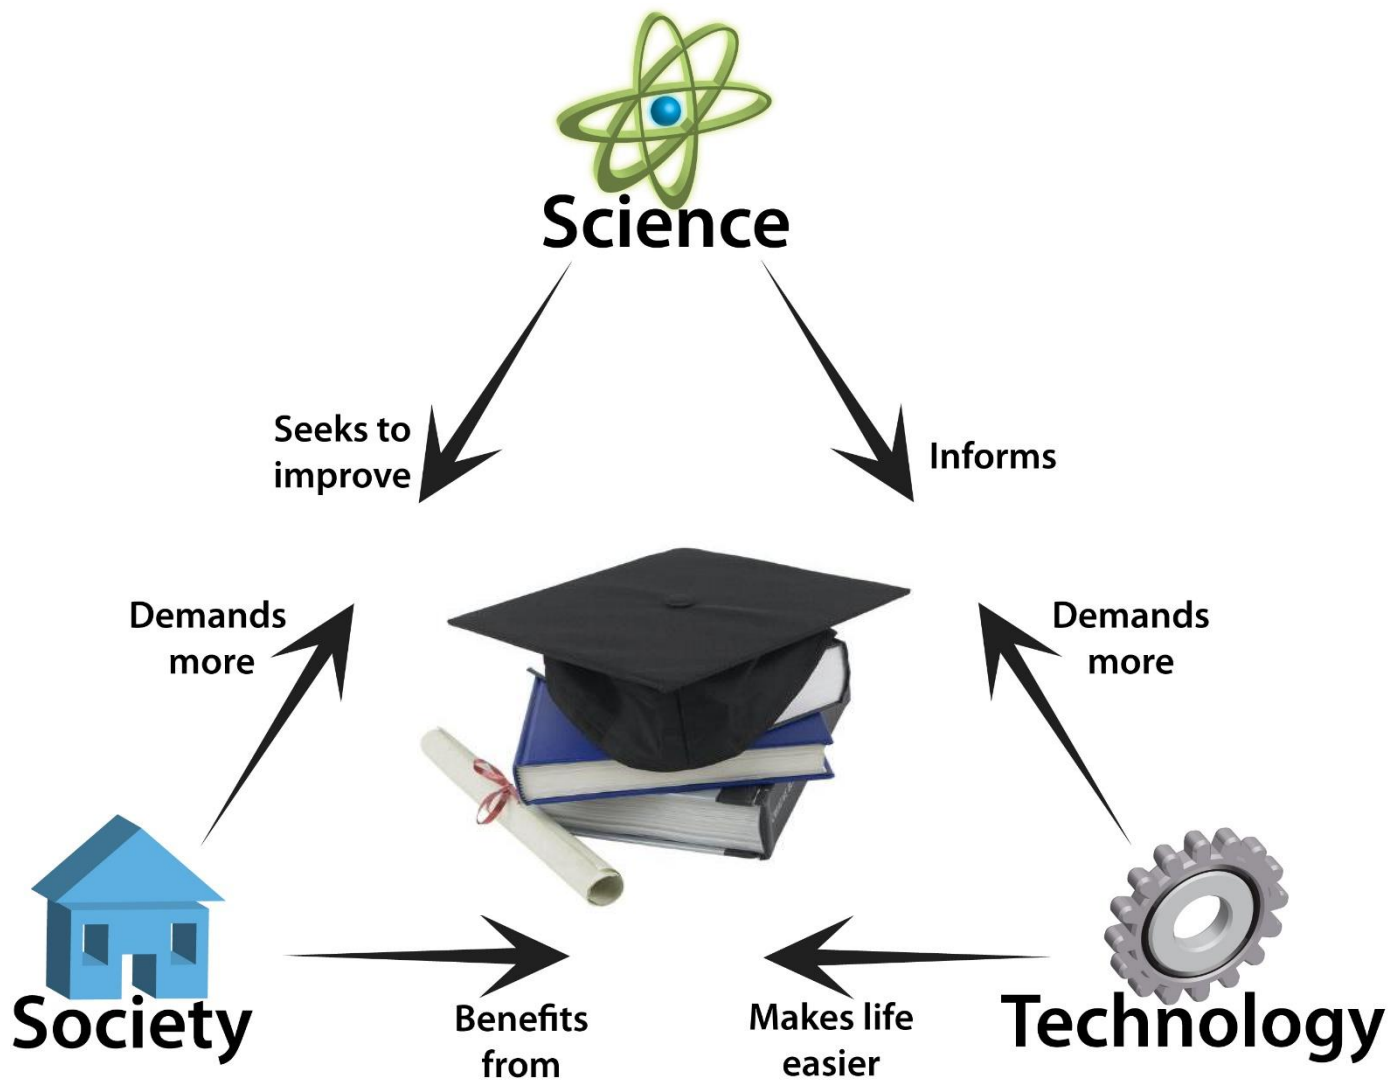 Science
Seeks to
improve
Informs
Demands
more
Demands
more
Society
Benefits
from
Makes life
easier
Technology